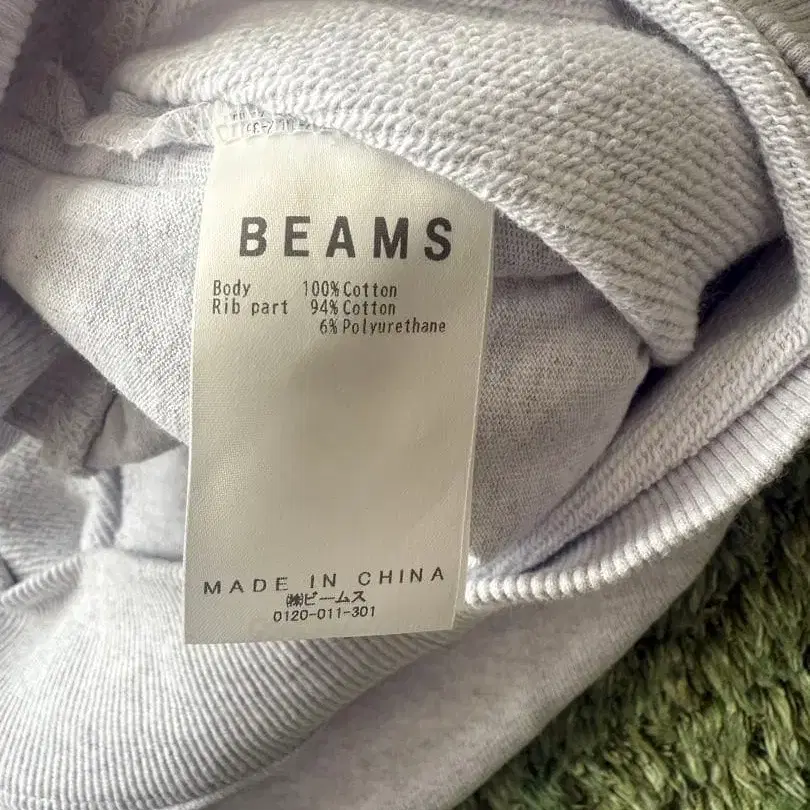 BEAMS
Body 100% Cotton
Rib part 94% Cotton
6% Polyurethane
MADE IN CHINA
㈱ビームス
0120-011-301